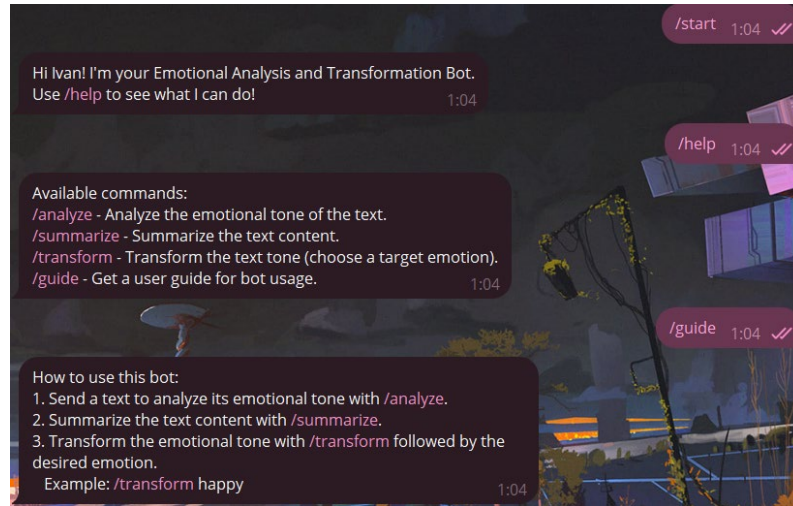 /start 1:04
Hi Ivan! I'm your Emotional Analysis and Transformation Bot.
Use /help to see what I can do!
1:04
/help 1:04
Available commands:
/analyze - Analyze the emotional tone of the text.
/summarize - Summarize the text content.
/transform - Transform the text tone (choose a target emotion).
/guide - Get a user guide for bot usage.
1:04
/guide 1:04
How to use this bot:
1. Send a text to analyze its emotional tone with /analyze.
2. Summarize the text content with /summarize.
3. Transform the emotional tone with /transform followed by the
desired emotion.
Example: /transform happy
1:04